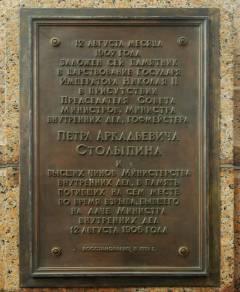 12 АВГУСТА МЕСЯЦА
1907 ГОДА
ЗАЛОЖЕН СЕЙ ПАМЯТНИК
В ЦАРСТВОВАНИЕ ГОСУДАРЯ
ИМПЕРАТОРА НИКОЛАЯ II
В ПРИСУТСТВИИ
ПРЕДСЕДАТЕЛЯ СОВЕТА
МИНИСТРОВ, МИНИСТРА
ВНУТРЕННИХ ДЕЛ, ГОФМЕЙСТЕРА
ПЕТРА АРКАДЬЕВИЧА
СТОЛЫПИНА
И
ВЫСШИХ ЧИНОВ МИНИСТЕРСТВА
ВНУТРЕННИХ ДЕЛ, В ПАМЯТЬ
ПОГИБШИХ НА СЕМ МЕСТЕ
ВО ВРЕМЯ ВЗРЫВА, БЫВШЕГО
НА ДАЧЕ МИНИСТРА
ВНУТРЕННИХ ДЕЛ
12 АВГУСТА 1906 ГОДА
ВОССТАНОВЛЕНО В